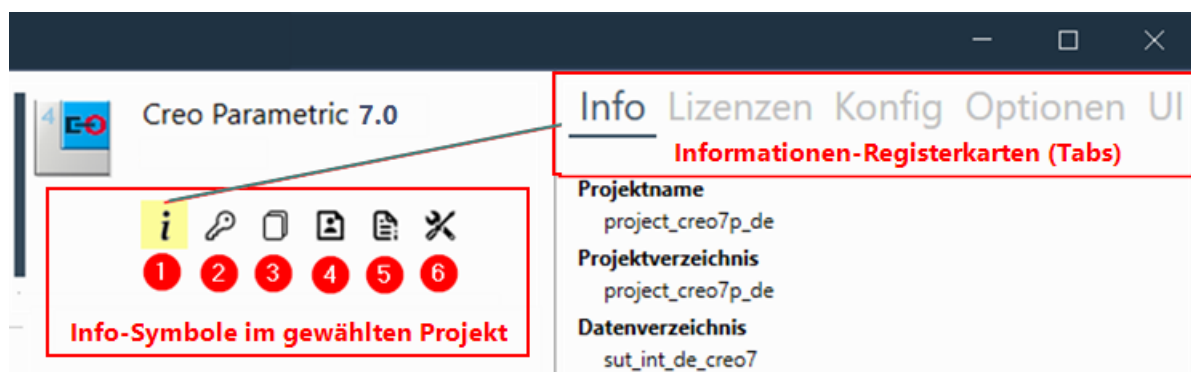 Creo Parametric 7.0
4
i
1 2 3 4 5 6
Info-Symbole im gewählten Projekt
Info Lizenzen Konfig Optionen UI
Informationen-Registerkarten (Tabs)
Projektname
project_creo7p_de
Projektverzeichnis
project_creo7p_de
Datenverzeichnis
sut_int_de_creo7